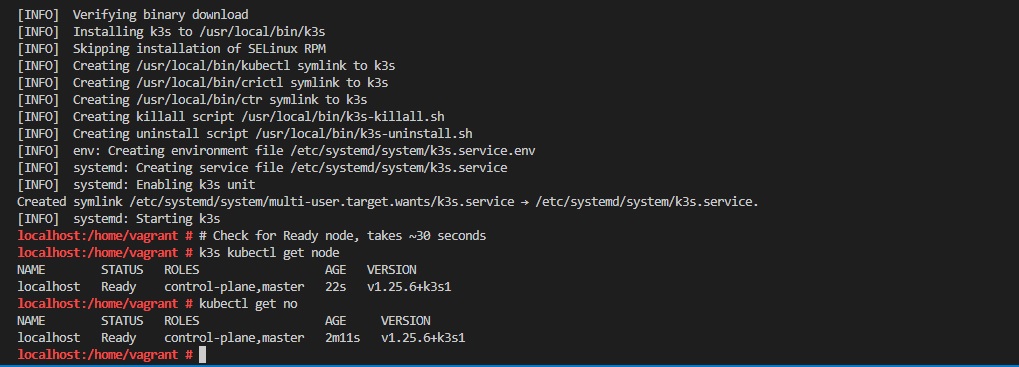 [INFO]  Verifying binary download
[INFO]  Installing k3s to /usr/local/bin/k3s
[INFO]  Skipping installation of SELinux RPM
[INFO]  Creating /usr/local/bin/kubectl symlink to k3s
[INFO]  Creating /usr/local/bin/crictl symlink to k3s
[INFO]  Creating /usr/local/bin/ctr symlink to k3s
[INFO]  Creating killall script /usr/local/bin/k3s-killall.sh
[INFO]  Creating uninstall script /usr/local/bin/k3s-uninstall.sh
[INFO]  env: Creating environment file /etc/systemd/system/k3s.service.env
[INFO]  systemd: Creating service file /etc/systemd/system/k3s.service
[INFO]  systemd: Enabling k3s unit
Created symlink /etc/systemd/system/multi-user.target.wants/k3s.service → /etc/systemd/system/k3s.service.
[INFO]  systemd: Starting k3s
localhost:/home/vagrant # # Check for Ready node, takes ~30 seconds
localhost:/home/vagrant # k3s kubectl get node
NAME        STATUS   ROLES                  AGE   VERSION
localhost   Ready    control-plane,master   22s   v1.25.6+k3s1
localhost:/home/vagrant # kubectl get no
NAME        STATUS   ROLES                  AGE     VERSION
localhost   Ready    control-plane,master   2m11s   v1.25.6+k3s1
localhost:/home/vagrant #